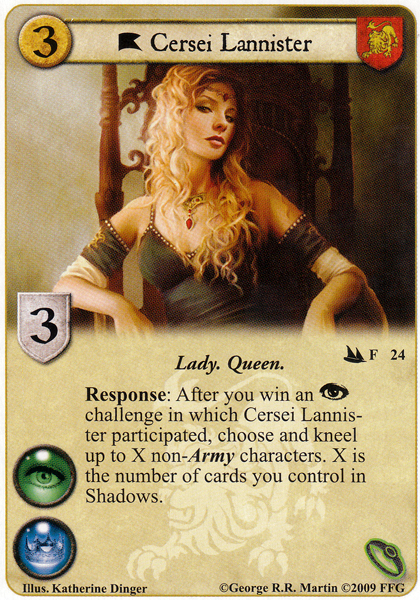 3 Cersei Lannister
3
Lady. Queen.
F 24
Response: After you win an
challenge in which Cersei Lannis-
ter participated, choose and kneel
up to X non-Army characters. X is
the number of cards you control in
Shadows.
Illus. Katherine Dinger ©George R.R. Martin ©2009 FFG